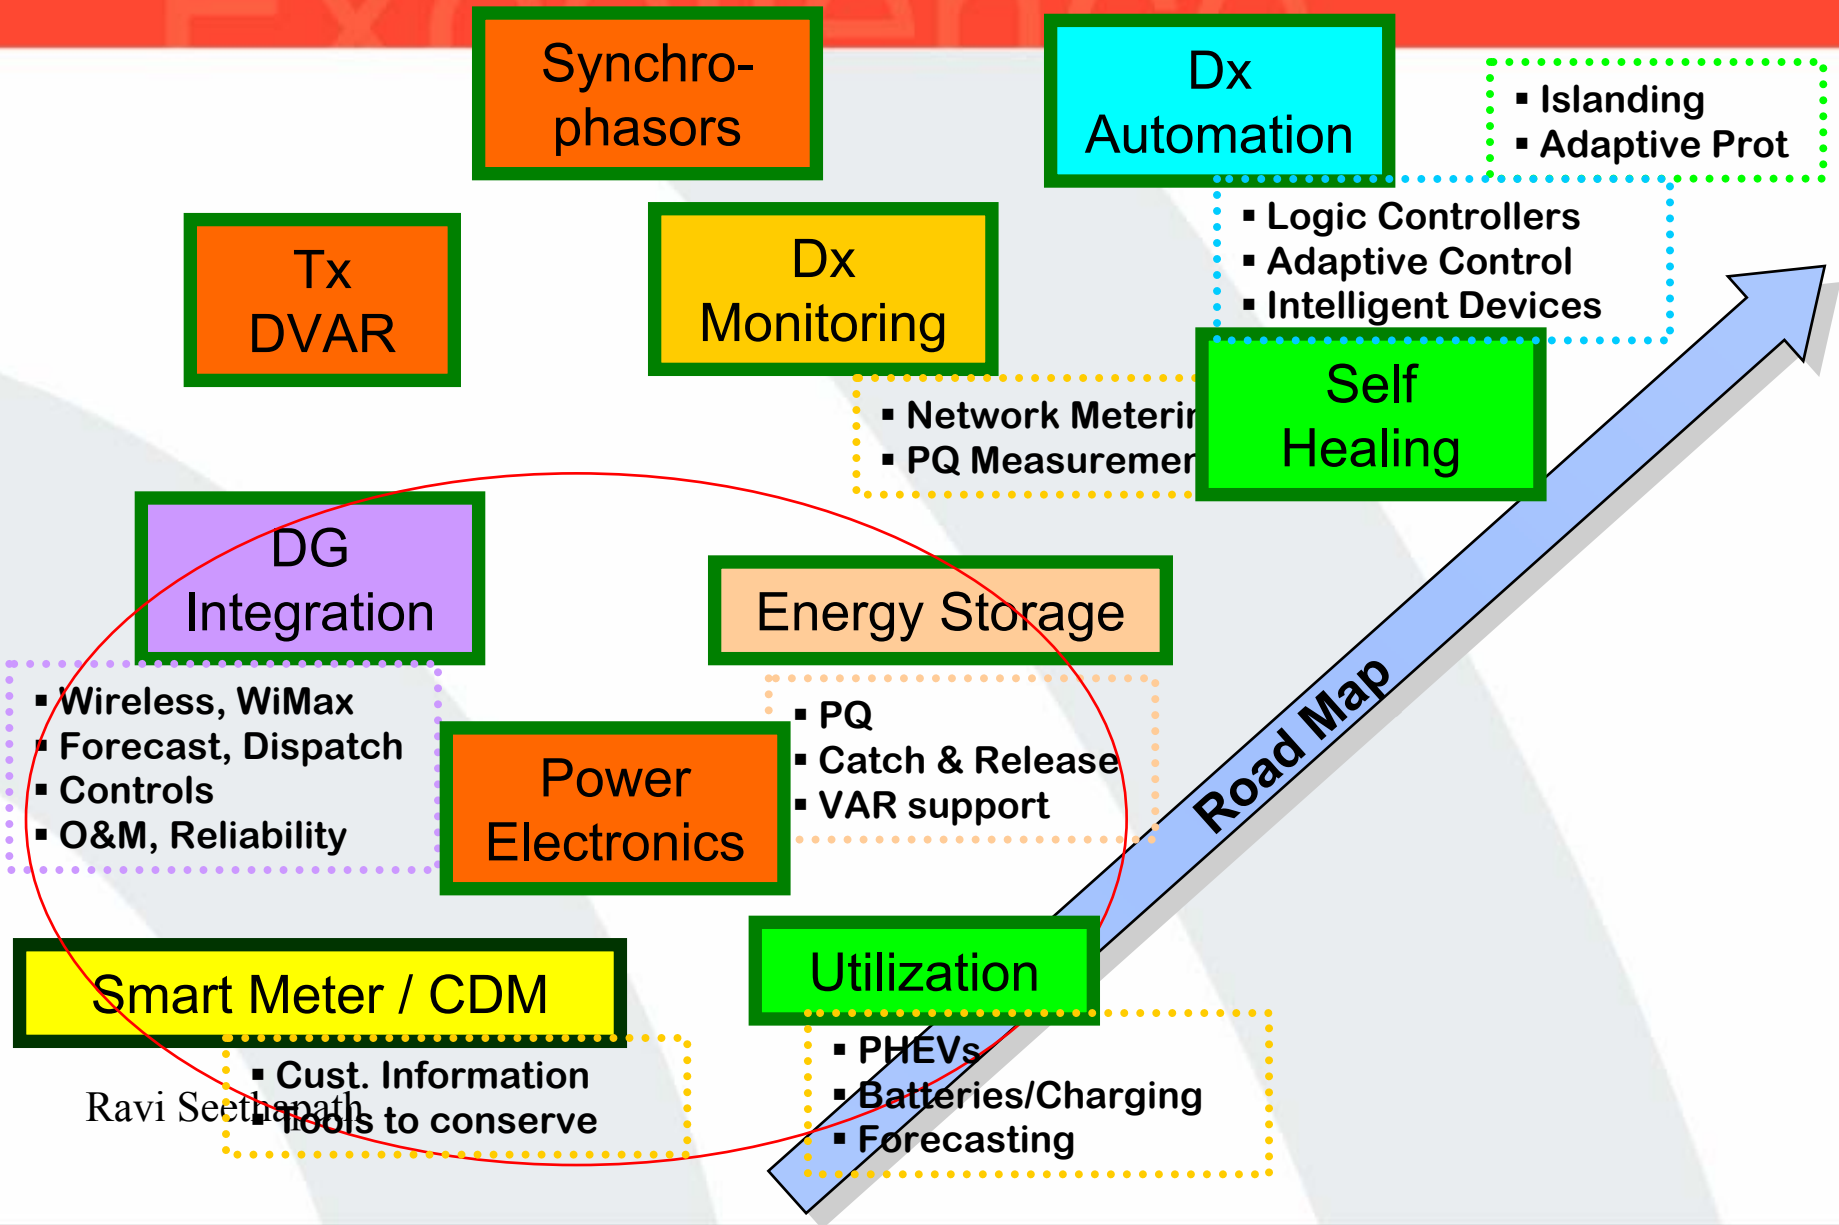 Experience
Synchro-
phasors
Dx
Automation
▪ Islanding
▪ Adaptive Prot
▪ Logic Controllers
▪ Adaptive Control
▪ Intelligent Devices
Tx
DVAR
Dx
Monitoring
▪ Network Meterin
▪ PQ Measuremen
Self
Healing
DG
Integration
▪ Wireless, WiMax
▪ Forecast, Dispatch
▪ Controls
▪ O&M, Reliability
Energy Storage
▪ PQ
▪ Catch & Release
▪ VAR support
Power
Electronics
Road Map
Smart Meter / CDM
▪ Cust. Information
▪ Tools to conserve
Utilization
▪ PHEVs
▪ Batteries/Charging
▪ Forecasting
Ravi Seethapath